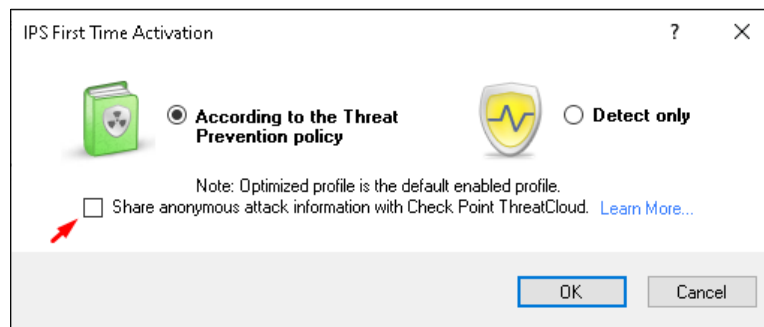 IPS First Time Activation
? X
According to the Threat
Prevention policy
Detect only
Note: Optimized profile is the default enabled profile.
Share anonymous attack information with Check Point ThreatCloud. Learn More...
OK Cancel